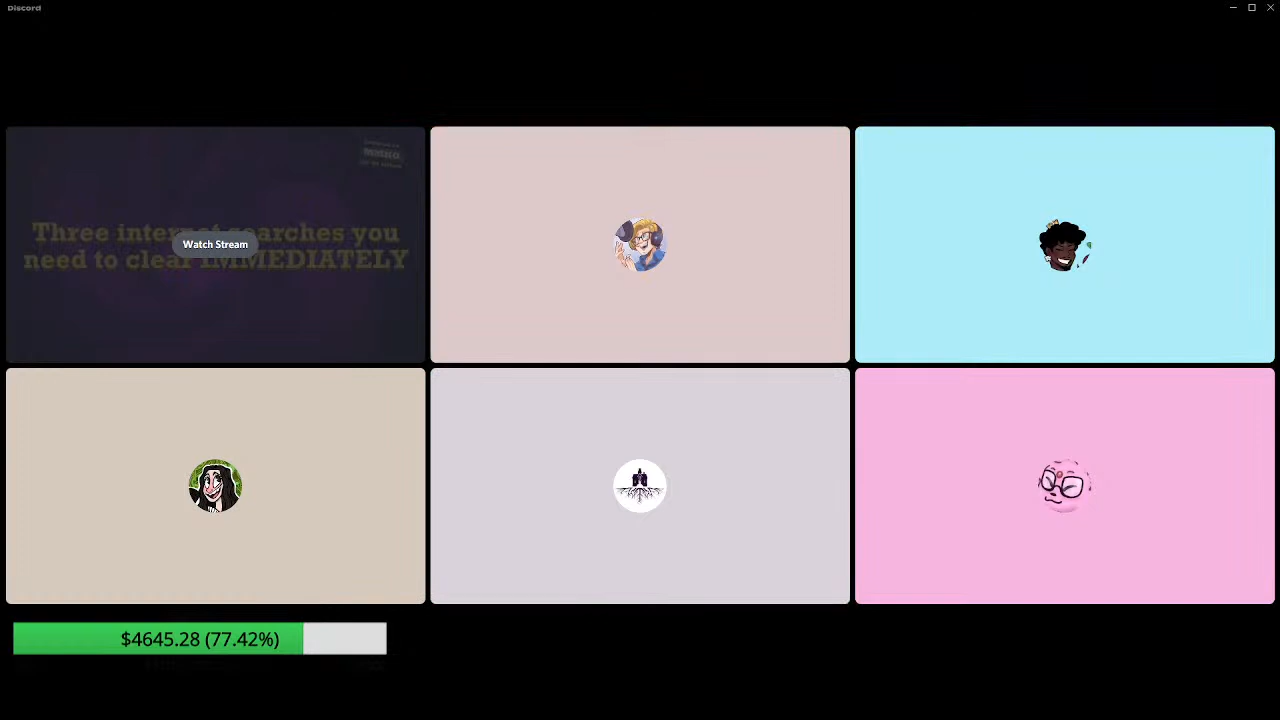 Discord
Three internet searches you
Watch Stream
need to clear IMMEDIATELY
$4645.28 (77.42%)